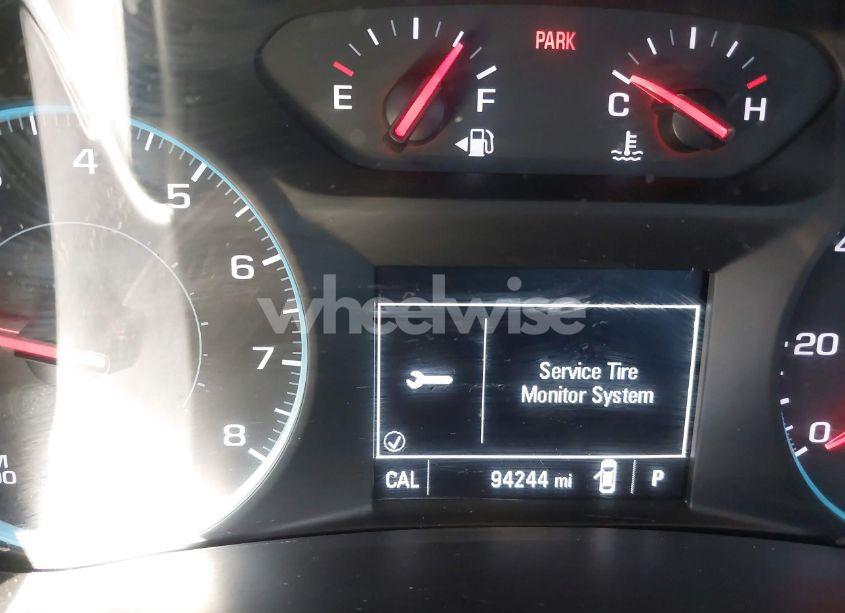 PARK
E
F
C
H
4
5
6
7
8
wheelwise
Service Tire
Monitor System
CAL
94244 mi
P
20
0